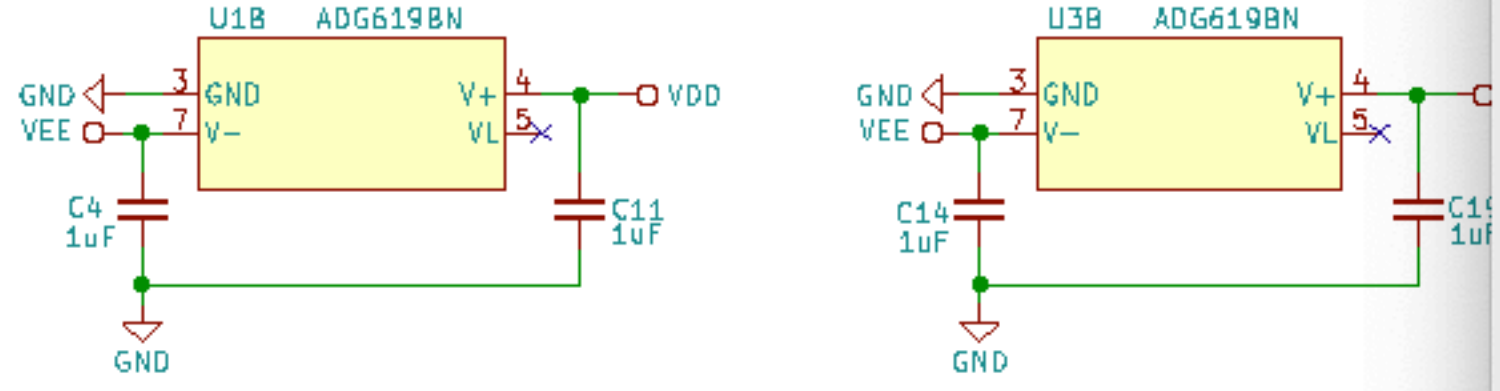 U1B ADG619BN
GND 3 GND V+ 4 VDD
VEE 7 V- VL 5
C4
1uF
C11
1uF
GND
U3B ADG619BN
GND 3 GND V+ 4
VEE 7 V- VL 5
C14
1uF
1uF
GND